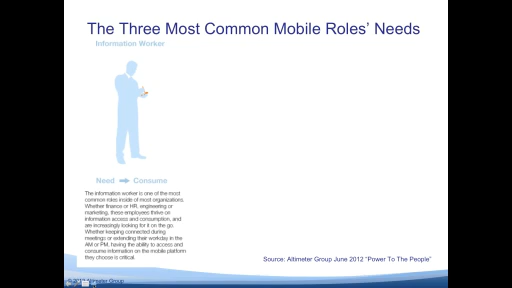 The Three Most Common Mobile Roles' Needs
Information Worker
Need Consume
The information worker is one of the most
common roles inside of most organizations.
Whether finance or HR, engineering or
marketing, these employees thrive on
information access and consumption, and
are increasingly looking for it on the go.
Whether keeping connected during
meetings or extending their workday in the
AM or PM, having the ability to access and
consume information on the mobile platform
they choose is critical.
Source: Altimeter Group June 2012 “Power To The People”
Altimeter Group